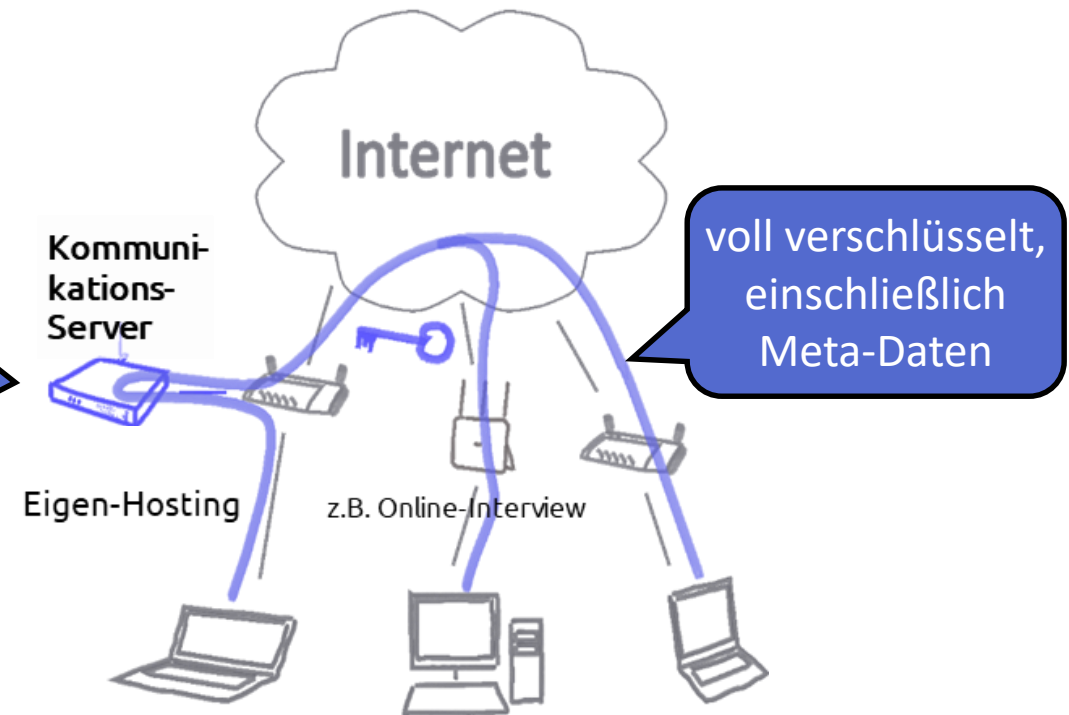 Internet
Kommuni-
kations-
Server
voll verschlüsselt,
einschließlich
Meta-Daten
Eigen-Hosting
z.B. Online-Interview